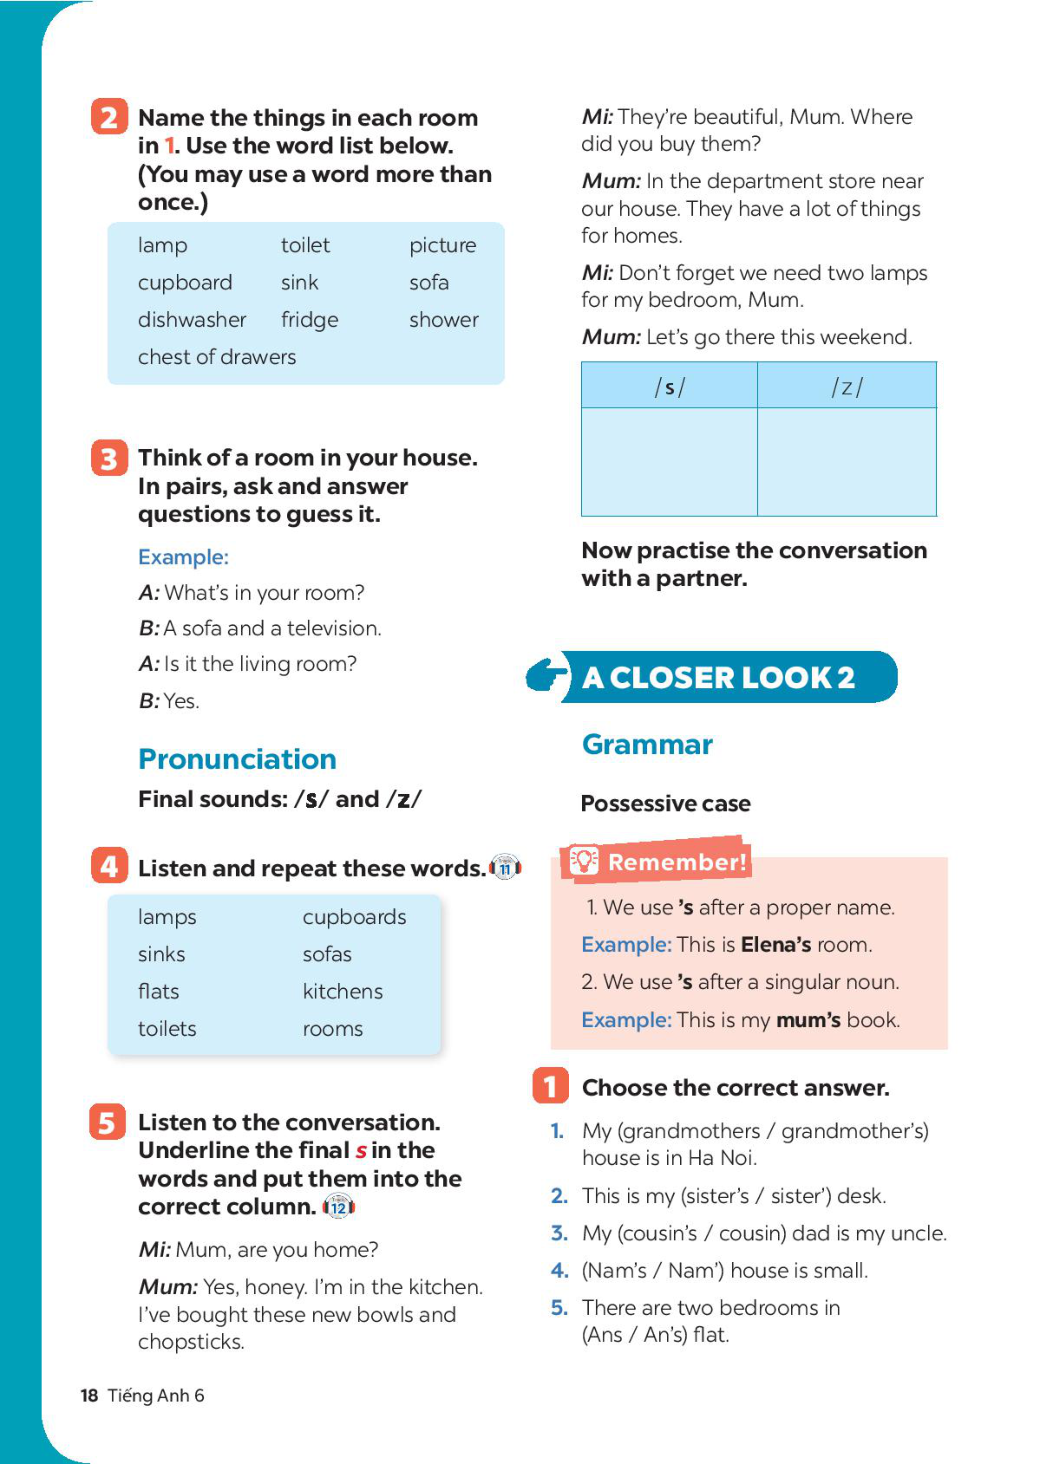 2 Name the things in each room
in 1. Use the word list below.
(You may use a word more than
once.)
lamp toilet picture
cupboard sink sofa
dishwasher fridge shower
chest of drawers
3 Think of a room in your house.
In pairs, ask and answer
questions to guess it.
Example:
A: What's in your room?
B: A sofa and a television.
A: Is it the living room?
B: Yes.
Pronunciation
Final sounds: /s/ and /z/
4 Listen and repeat these words. 11
lamps cupboards
sinks sofas
flats kitchens
toilets rooms
5 Listen to the conversation.
Underline the final s in the
words and put them into the
correct column. 12
Mi: Mum, are you home?
Mum: Yes, honey. I'm in the kitchen.
I've bought these new bowls and
chopsticks.
Mi: They're beautiful, Mum. Where
did you buy them?
Mum: In the department store near
our house. They have a lot of things
for homes.
Mi: Don't forget we need two lamps
for my bedroom, Mum.
Mum: Let's go there this weekend.
/s/ /z/
Now practise the conversation
with a partner.
A CLOSER LOOK 2
Grammar
Possessive case
Remember!
1. We use 's after a proper name.
Example: This is Elena's room.
2. We use 's after a singular noun.
Example: This is my mum's book.
1 Choose the correct answer.
1. My (grandmothers / grandmother's)
house is in Ha Noi.
2. This is my (sister's / sister') desk.
3. My (cousin's / cousin) dad is my uncle.
4. (Nam's / Nam') house is small.
5. There are two bedrooms in
(Ans / An's) flat.
18 Tiếng Anh 6